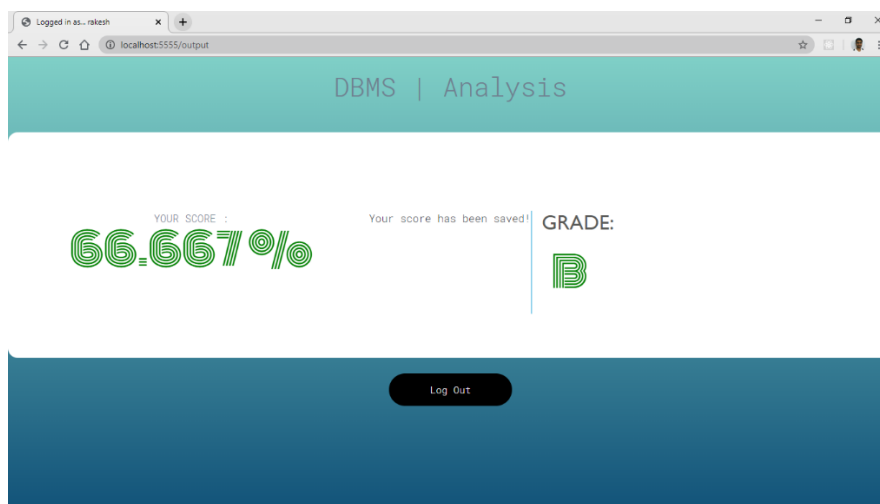 Logged in as... rakesh
localhost:5555/output
DBMS | Analysis
YOUR SCORE :
66.667%
Your score has been saved!
GRADE:
B
Log Out